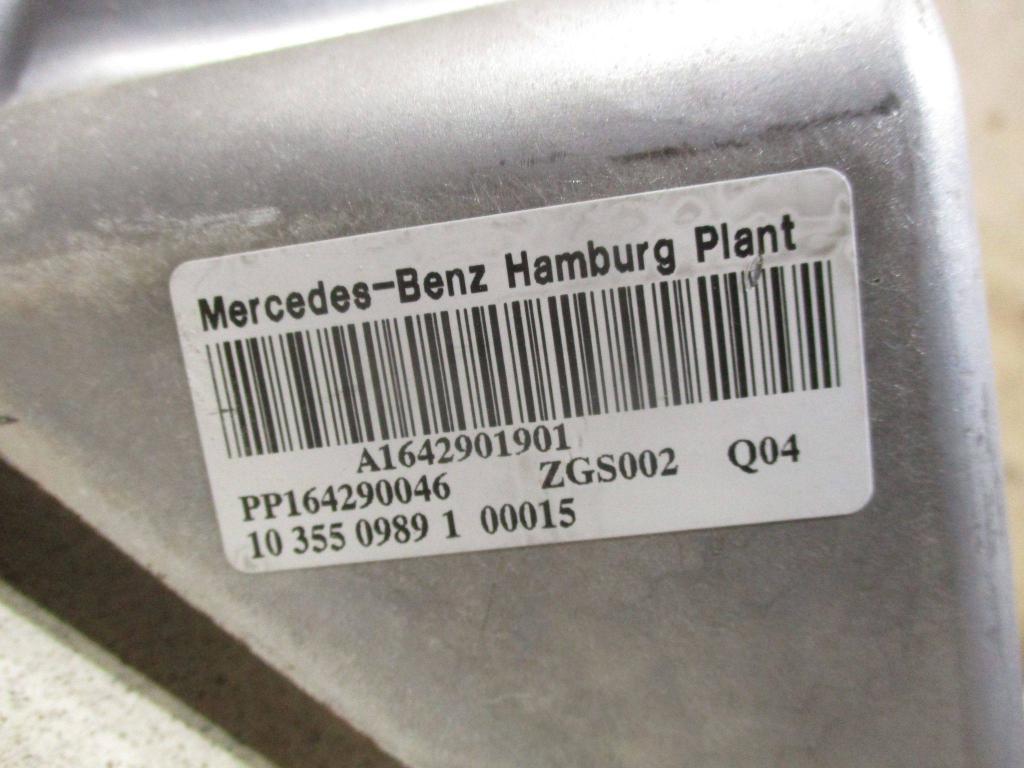 Mercedes-Benz Hamburg Plant
A1642901901
PP164290046 ZGS002 Q04
10 355 0989 1 00015